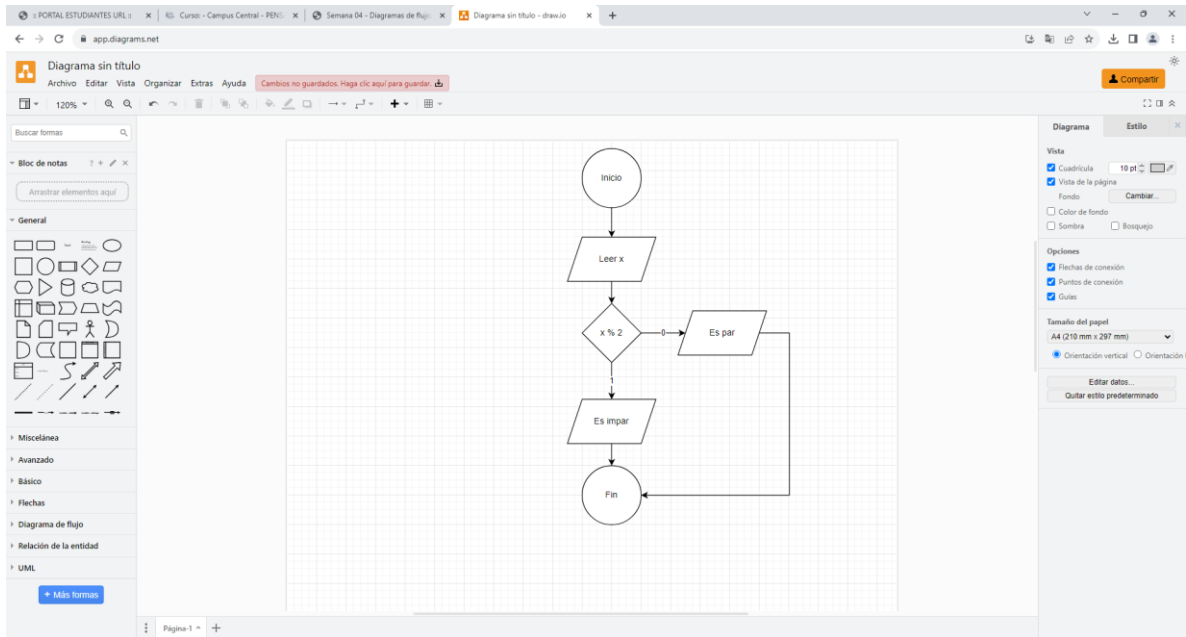 :: PORTAL ESTUDIANTES URL ::
Curso: - Campus Central - PENS
Semana 04 - Diagramas de flujo
Diagrama sin título - draw.io
app.diagrams.net
Diagrama sin título
Archivo Editar Vista Organizar Extras Ayuda
Cambios no guardados. Haga clic aquí para guardar.
Compartir
120%
Buscar formas
Bloc de notas
Arrastrar elementos aquí
General
Miscelánea
Avanzado
Básico
Flechas
Diagrama de flujo
Relación de la entidad
UML
+ Más formas
Inicio
Leer x
x % 2
0
Es par
1
Es impar
Fin
Diagrama Estilo
Vista
Cuadrícula 10 pt
Vista de la página
Fondo Cambiar...
Color de fondo
Sombra Bosquejo
Opciones
Flechas de conexión
Puntos de conexión
Guías
Tamaño del papel
A4 (210 mm x 297 mm)
Orientación vertical Orientación
Editar datos...
Quitar estilo predeterminado
Página-1